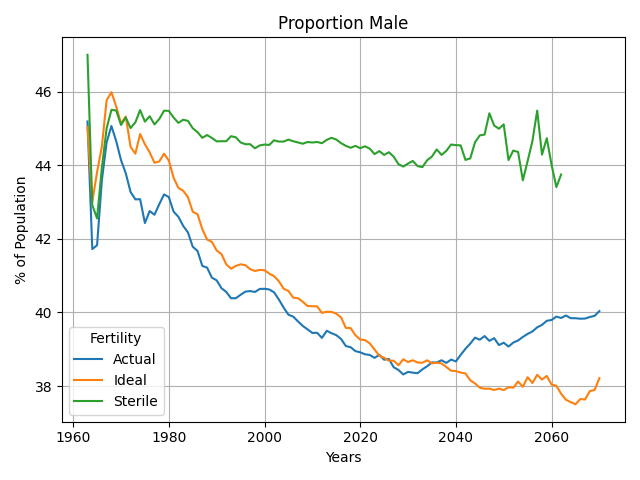 Proportion Male
% of Population
46
44
42
40
38
Fertility
Actual
Ideal
Sterile
1960
1980
2000
2020
2040
2060
Years